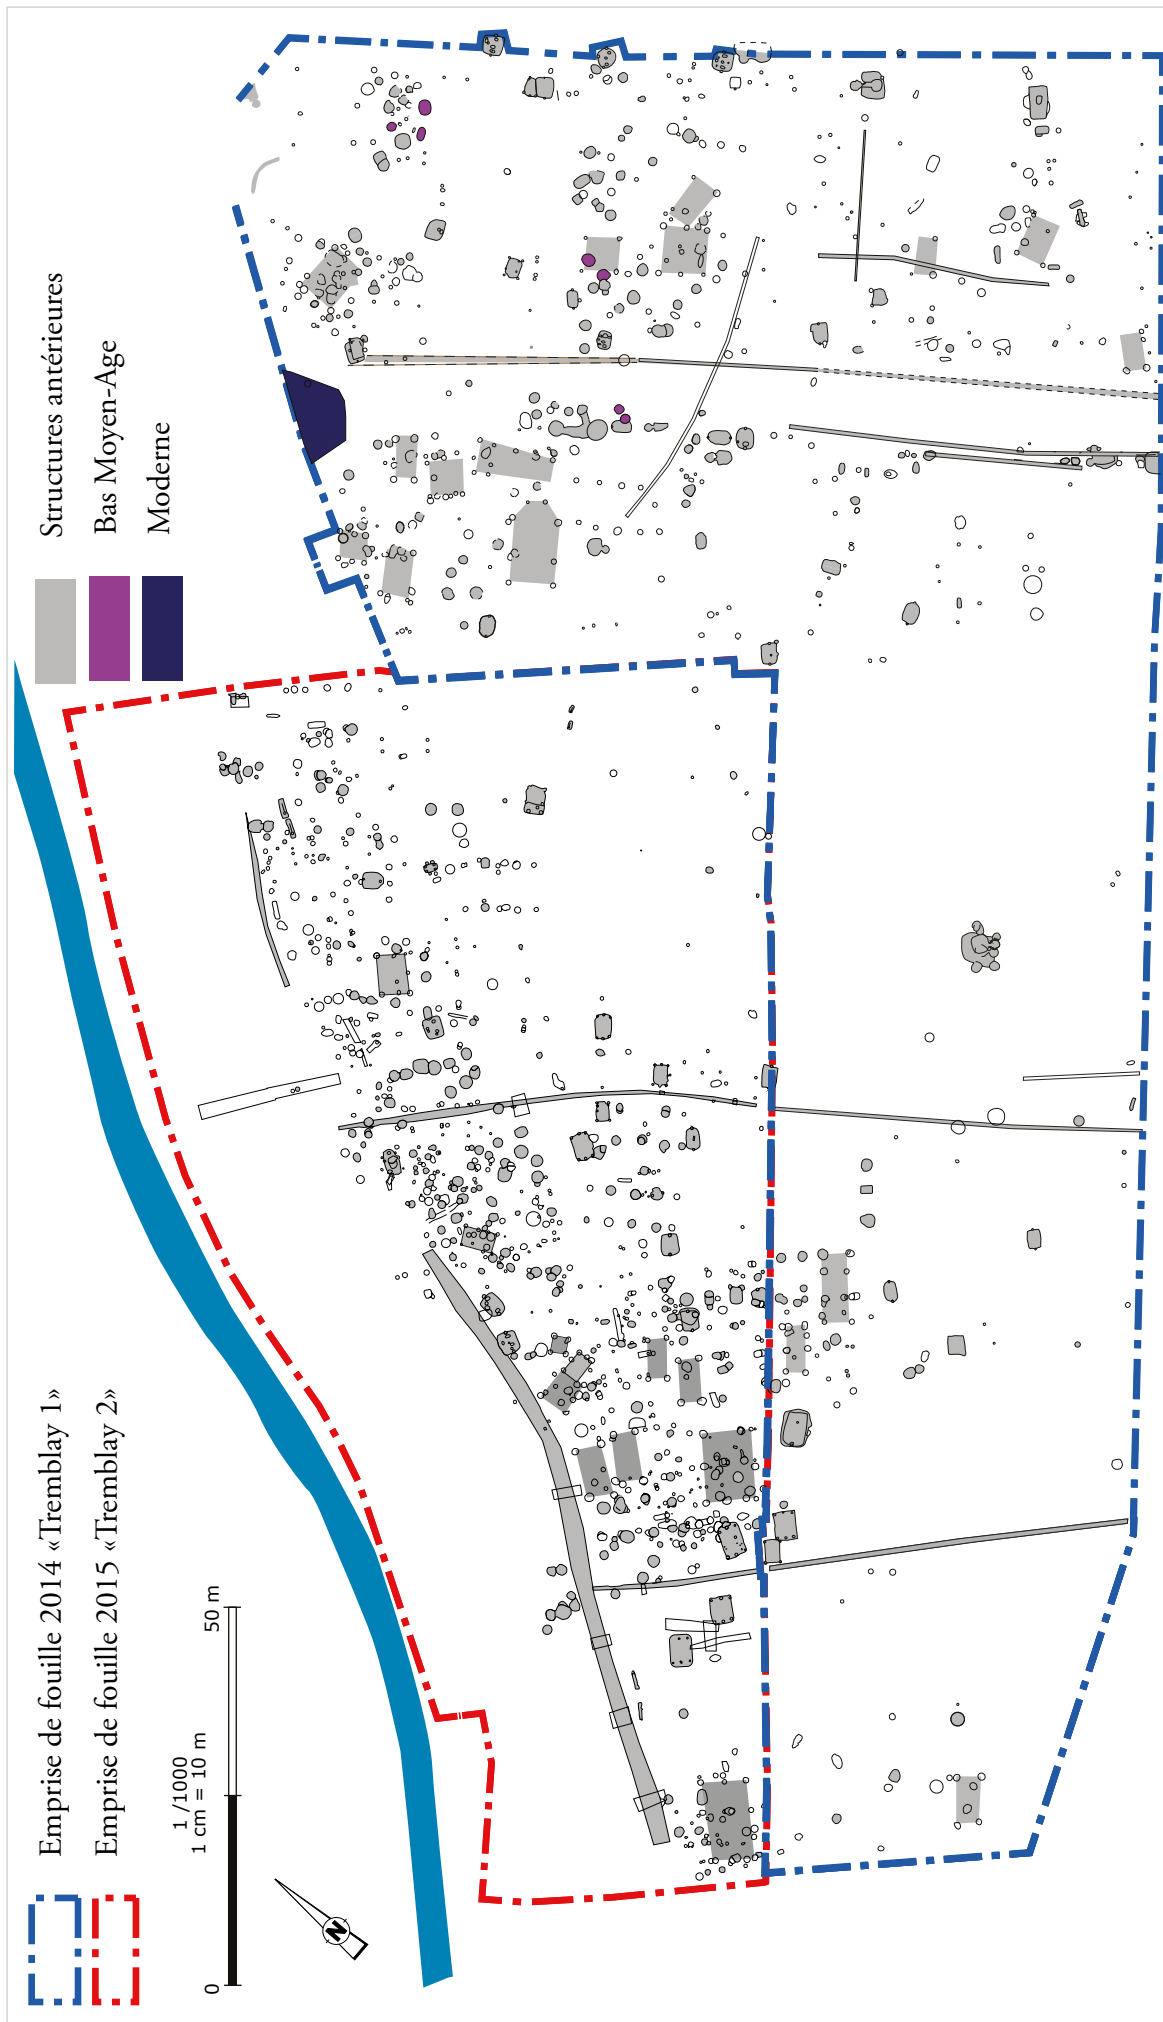 Structures antérieures
Bas Moyen-Age
Moderne
Emprise de fouille 2014 «Tremblay 1»
Emprise de fouille 2015 «Tremblay 2»
1 /1000
1 cm = 10 m
0
50 m
N